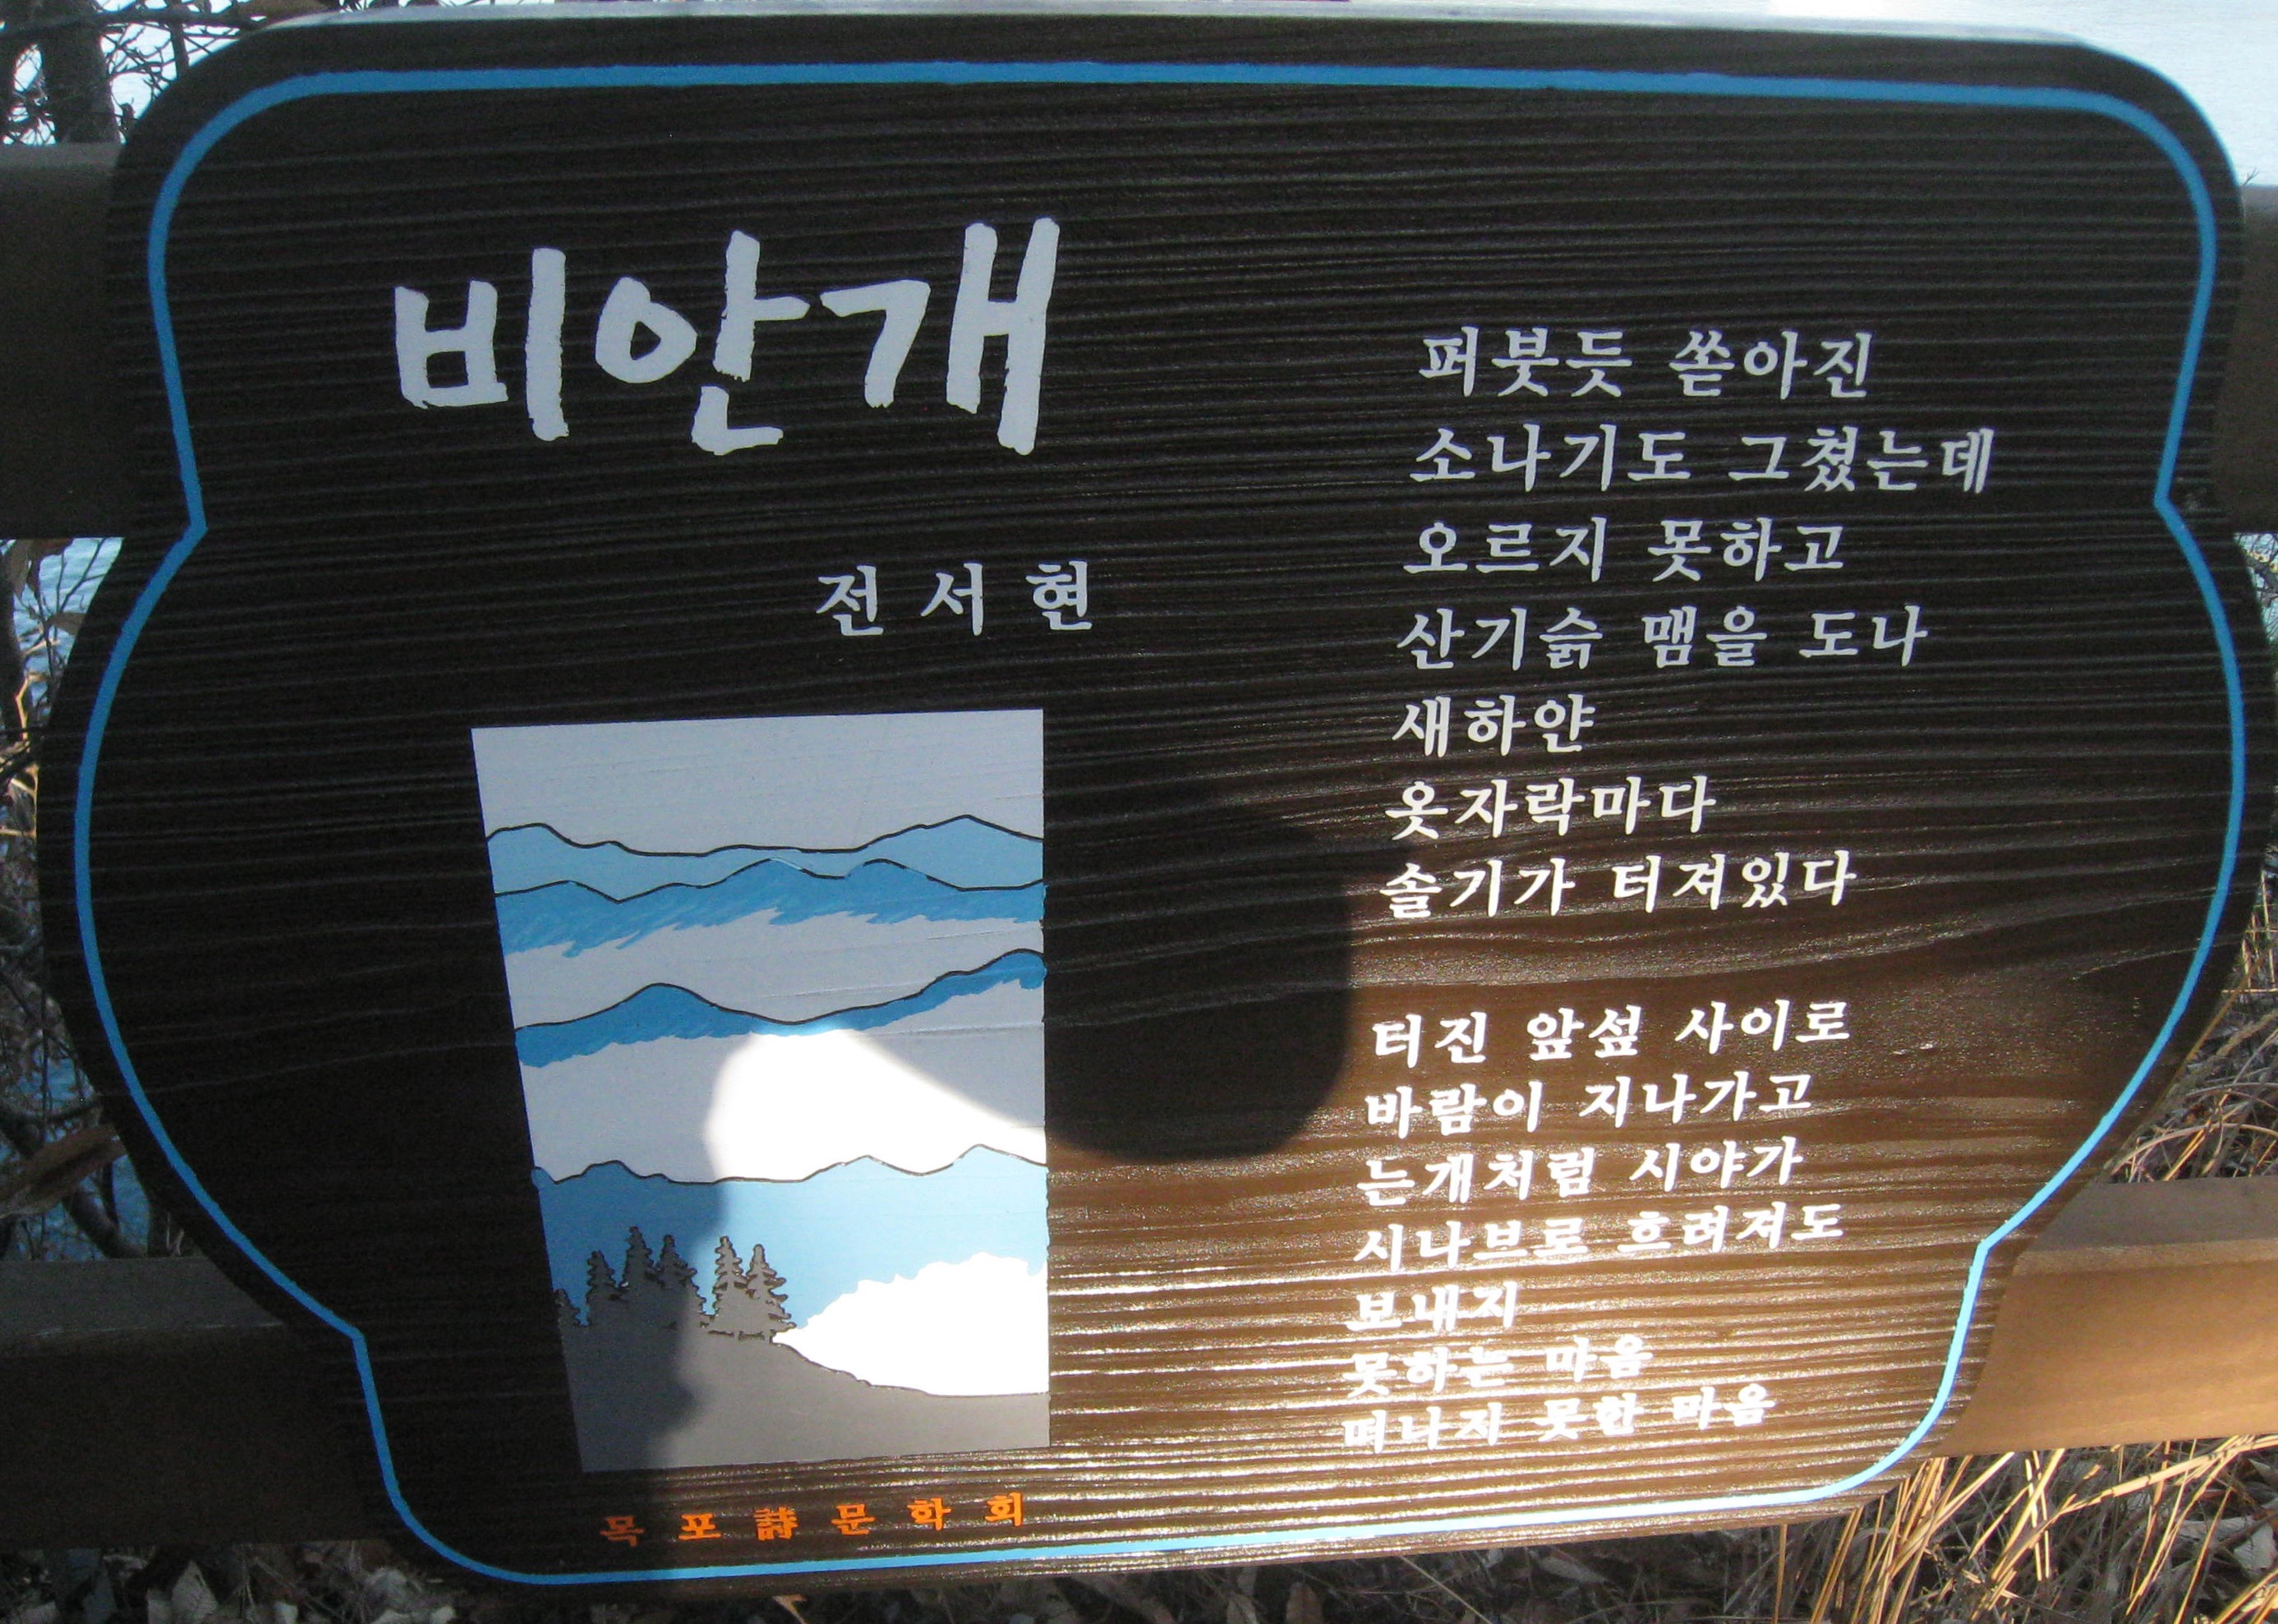 비안개
전서현
퍼붓듯 쏟아진
소나기도 그쳤는데
오르지 못하고
산기슭 맴을 도나
새하얀
옷자락마다
솔기가 터져있다
터진 앞섶 사이로
바람이 지나가고
는개처럼 시야가
시나브로 흐려져도
보내지
못하는 마음
떠나지 못한 마음
목포詩문학회